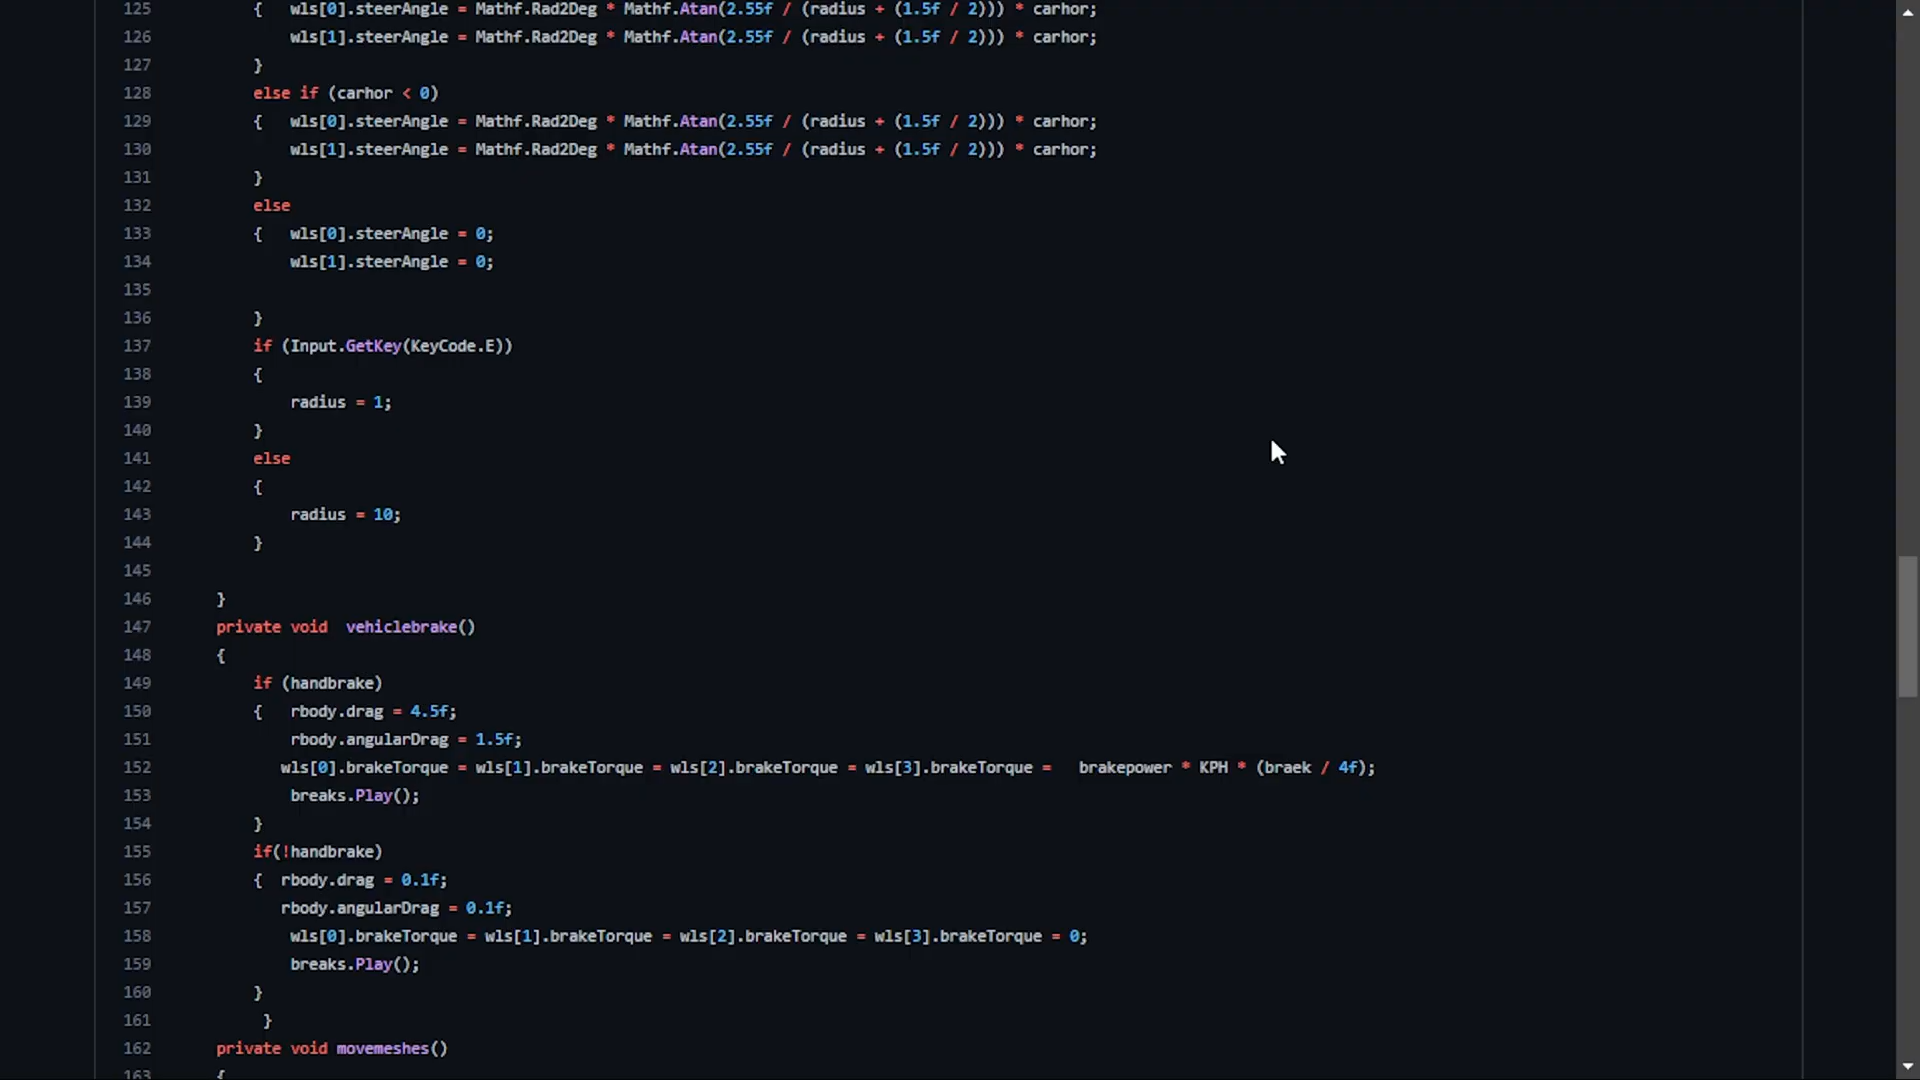 125 { wls[0].steerAngle = Mathf.Rad2Deg * Mathf.Atan(2.55f / (radius + (1.5f / 2))) * carhor;
126 wls[1].steerAngle = Mathf.Rad2Deg * Mathf.Atan(2.55f / (radius + (1.5f / 2))) * carhor;
127 }
128 else if (carhor < 0)
129 { wls[0].steerAngle = Mathf.Rad2Deg * Mathf.Atan(2.55f / (radius + (1.5f / 2))) * carhor;
130 wls[1].steerAngle = Mathf.Rad2Deg * Mathf.Atan(2.55f / (radius + (1.5f / 2))) * carhor;
131 }
132 else
133 { wls[0].steerAngle = 0;
134 wls[1].steerAngle = 0;
135
136 }
137 if (Input.GetKey(KeyCode.E))
138 {
139 radius = 1;
140 }
141 else
142 {
143 radius = 10;
144 }
145
146 }
147 private void  vehiclebrake()
148 {
149 if (handbrake)
150 { rbody.drag = 4.5f;
151 rbody.angularDrag = 1.5f;
152 wls[0].brakeTorque = wls[1].brakeTorque = wls[2].brakeTorque = wls[3].brakeTorque =   brakepower * KPH * (braek / 4f);
153 breaks.Play();
154 }
155 if(!handbrake)
156 { rbody.drag = 0.1f;
157 rbody.angularDrag = 0.1f;
158 wls[0].brakeTorque = wls[1].brakeTorque = wls[2].brakeTorque = wls[3].brakeTorque = 0;
159 breaks.Play();
160 }
161 }
162 private void movemeshes()
163 {